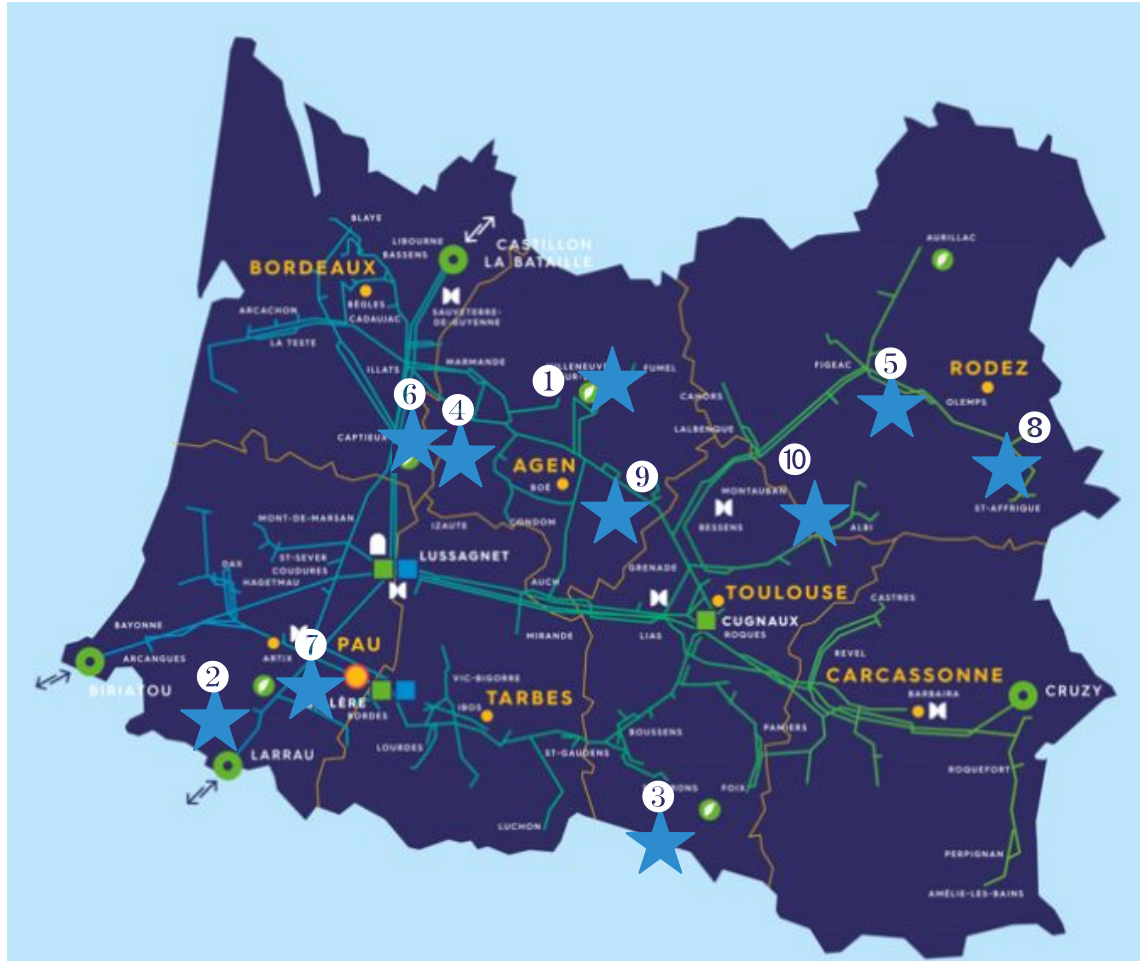 BLAYE
LIBOURNE
BASSENS
CASTILLON
LA BATAILLE
AURILLAC
BORDEAUX
BÈGLES
CADAUJAC
ARCACHON
LA TESTE
SAUVETERRE-
DE-GUYENNE
ILLATS
MARMANDE
1
FUMEL
FIGEAC
5
RODEZ
OLEMPS
6
4
CAHORS
LALBENQUE
8
CAPTIEUX
AGEN
BOÉ
9
10
MONTAUBAN
BESSENS
ST-AFFRIQUE
ALBI
MONT-DE-MARSAN
IZAUTE
CONDOM
ST-SEVER
COUDURES
LUSSAGNET
DAX
HAGETMAU
GRENADE
AUCH
TOULOUSE
CASTRES
BAYONNE
MIRANDE
LIAS
CUGNAUX
ROQUES
ARCANGUES
ARTIX
7
PAU
REVEL
BIRIATOU
2
VIC-BIGORRE
TARBES
IBOS
CARCASSONNE
BARBAIRA
CRUZY
BORDES
LOURDES
LARRAU
ST-GAUDENS
BOUSSENS
PAMIERS
ROQUEFORT
3
FOIX
LUCHON
PERPIGNAN
AMÉLIE-LES-BAINS